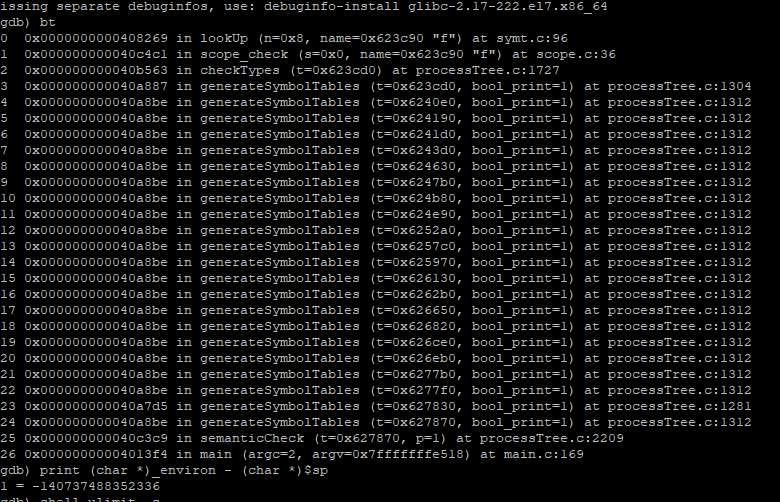 issing separate debuginfos, use: debuginfo-install glibc-2.17-222.el7.x86_64
gdb) bt
0  0x0000000000408269 in lookUp (n=0x8, name=0x623c90 "f") at symt.c:96
1  0x000000000040c4c1 in scope_check (s=0x0, name=0x623c90 "f") at scope.c:36
2  0x000000000040b563 in checkTypes (t=0x623cd0) at processTree.c:1727
3  0x000000000040a887 in generateSymbolTables (t=0x623cd0, bool_print=1) at processTree.c:1304
4  0x000000000040a8be in generateSymbolTables (t=0x6240e0, bool_print=1) at processTree.c:1312
5  0x000000000040a8be in generateSymbolTables (t=0x624190, bool_print=1) at processTree.c:1312
6  0x000000000040a8be in generateSymbolTables (t=0x6241d0, bool_print=1) at processTree.c:1312
7  0x000000000040a8be in generateSymbolTables (t=0x6243d0, bool_print=1) at processTree.c:1312
8  0x000000000040a8be in generateSymbolTables (t=0x624630, bool_print=1) at processTree.c:1312
9  0x000000000040a8be in generateSymbolTables (t=0x6247b0, bool_print=1) at processTree.c:1312
10 0x000000000040a8be in generateSymbolTables (t=0x624b80, bool_print=1) at processTree.c:1312
11 0x000000000040a8be in generateSymbolTables (t=0x624e90, bool_print=1) at processTree.c:1312
12 0x000000000040a8be in generateSymbolTables (t=0x6252a0, bool_print=1) at processTree.c:1312
13 0x000000000040a8be in generateSymbolTables (t=0x6257c0, bool_print=1) at processTree.c:1312
14 0x000000000040a8be in generateSymbolTables (t=0x625970, bool_print=1) at processTree.c:1312
15 0x000000000040a8be in generateSymbolTables (t=0x626130, bool_print=1) at processTree.c:1312
16 0x000000000040a8be in generateSymbolTables (t=0x6262b0, bool_print=1) at processTree.c:1312
17 0x000000000040a8be in generateSymbolTables (t=0x626650, bool_print=1) at processTree.c:1312
18 0x000000000040a8be in generateSymbolTables (t=0x626820, bool_print=1) at processTree.c:1312
19 0x000000000040a8be in generateSymbolTables (t=0x626ce0, bool_print=1) at processTree.c:1312
20 0x000000000040a8be in generateSymbolTables (t=0x626eb0, bool_print=1) at processTree.c:1312
21 0x000000000040a8be in generateSymbolTables (t=0x6277b0, bool_print=1) at processTree.c:1312
22 0x000000000040a8be in generateSymbolTables (t=0x6277f0, bool_print=1) at processTree.c:1312
23 0x000000000040a7d5 in generateSymbolTables (t=0x627830, bool_print=1) at processTree.c:1281
24 0x000000000040a8be in generateSymbolTables (t=0x627870, bool_print=1) at processTree.c:1312
25 0x000000000040c3c9 in semanticCheck (t=0x627870, p=1) at processTree.c:2209
26 0x00000000004013f4 in main (argc=2, argv=0x7fffffffe518) at main.c:169
gdb) print (char *)_environ - (char *)$sp
1 = -140737488352336
gdb) shell ulimit